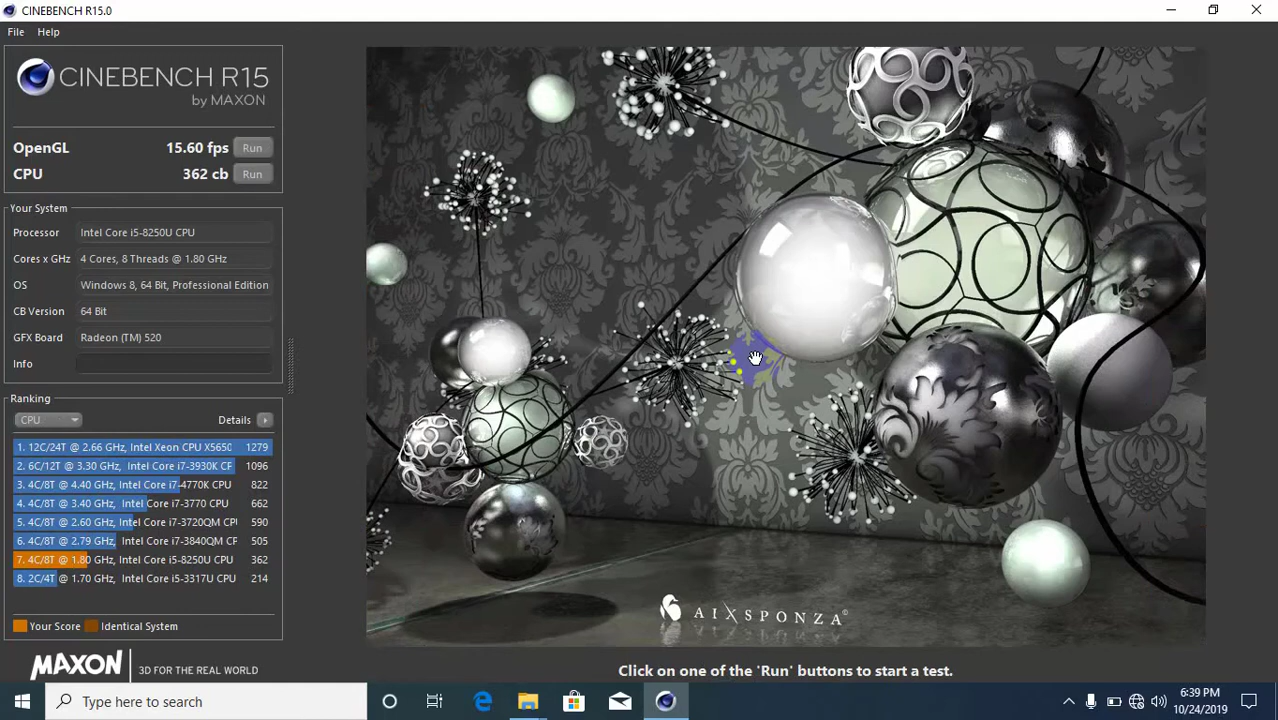 CINEBENCH R15.0
File Help
CINEBENCH R15
by MAXON
OpenGL 15.60 fps Run
CPU 362 cb Run
Your System
Processor Intel Core i5-8250U CPU
Cores x GHz 4 Cores, 8 Threads @ 1.80 GHz
OS Windows 8, 64 Bit, Professional Edition
CB Version 64 Bit
GFX Board Radeon (TM) 520
Info
Ranking
CPU Details
1. 12C/24T @ 2.66 GHz, Intel Xeon CPU X5650 1279
2. 6C/12T @ 3.30 GHz, Intel Core i7-3930K CP 1096
3. 4C/8T @ 4.40 GHz, Intel Core i7-4770K CPU 822
4. 4C/8T @ 3.40 GHz, Intel Core i7-3770 CPU 662
5. 4C/8T @ 2.60 GHz, Intel Core i7-3720QM CPU 590
6. 4C/8T @ 2.79 GHz, Intel Core i7-3840QM CP 505
7. 4C/8T @ 1.80 GHz, Intel Core i5-8250U CPU 362
8. 2C/4T @ 1.70 GHz, Intel Core i5-3317U CPU 214
Your Score Identical System
MAXON 3D FOR THE REAL WORLD
AIXSPONZA®
Click on one of the 'Run' buttons to start a test.
Type here to search
6:39 PM
10/24/2019